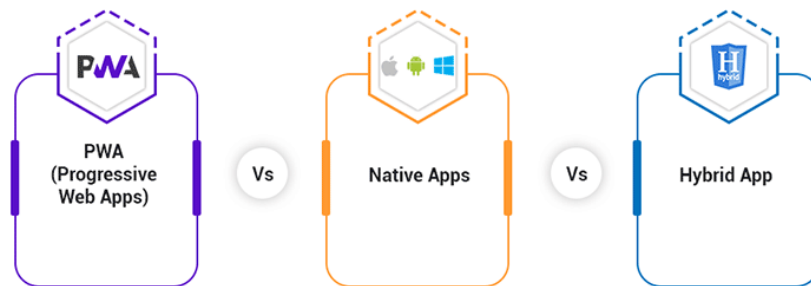 PWA
H
hybrid
PWA
(Progressive
Web Apps)
Vs
Native Apps
Vs
Hybrid App